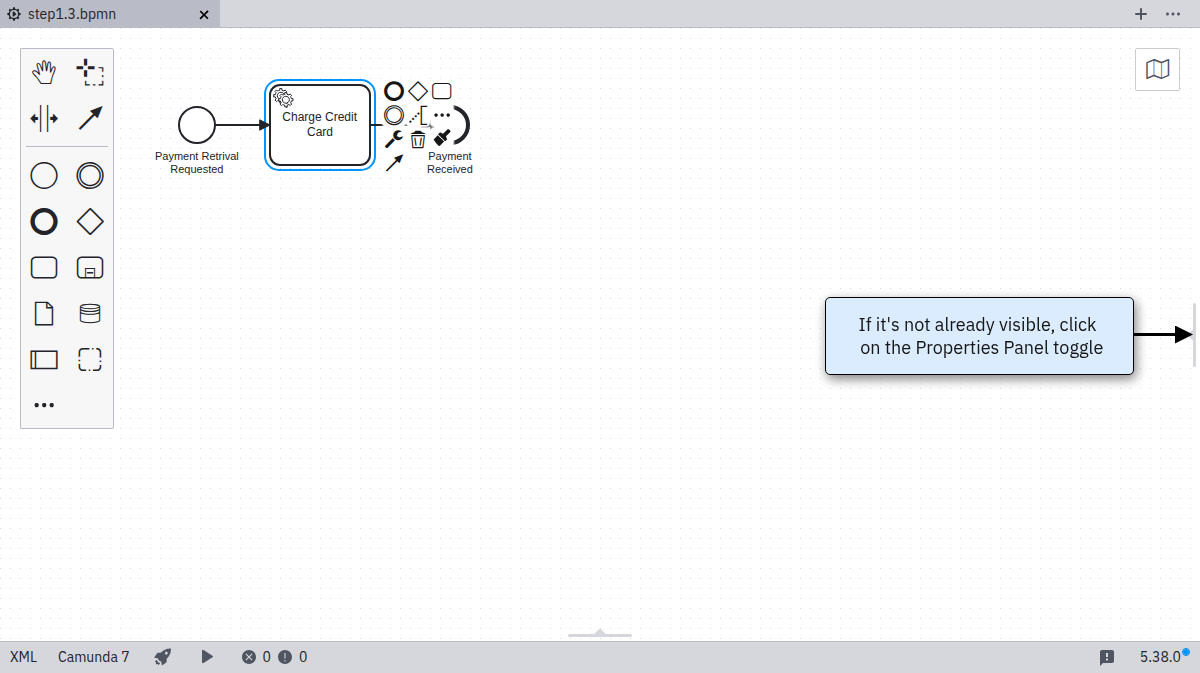 step1.3.bpmn
Charge Credit
Card
Payment Retrival
Requested
Payment
Received
If it's not already visible, click
on the Properties Panel toggle
XML Camunda 7 0 0 5.38.0